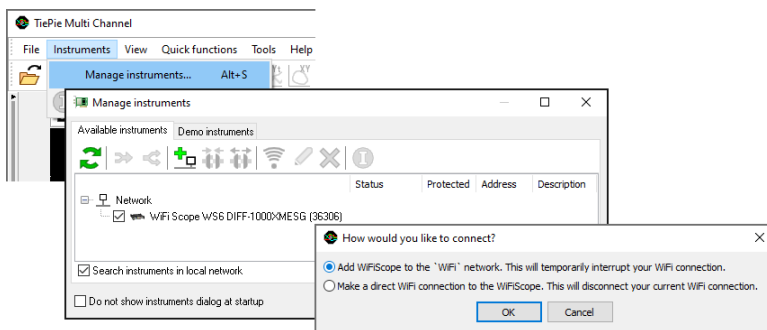 TiePie Multi Chann
File Instruments View Quick functions Tools Help
Manage instruments... Alt+S
Manage instruments
Available instruments Demo instruments
Status Protected Address Description
Network
WiFi Scope WS6 DIFF-1000XMESG (36306)
Search instruments in local network
Do not show instruments dialog at startup
How would you like to connect?
Add WiFiScope to the `WiFi` network. This will temporarily interrupt your WiFi connection.
Make a direct WiFi connection to the WiFiScope. This will disconnect your current WiFi connection.
OK Cancel